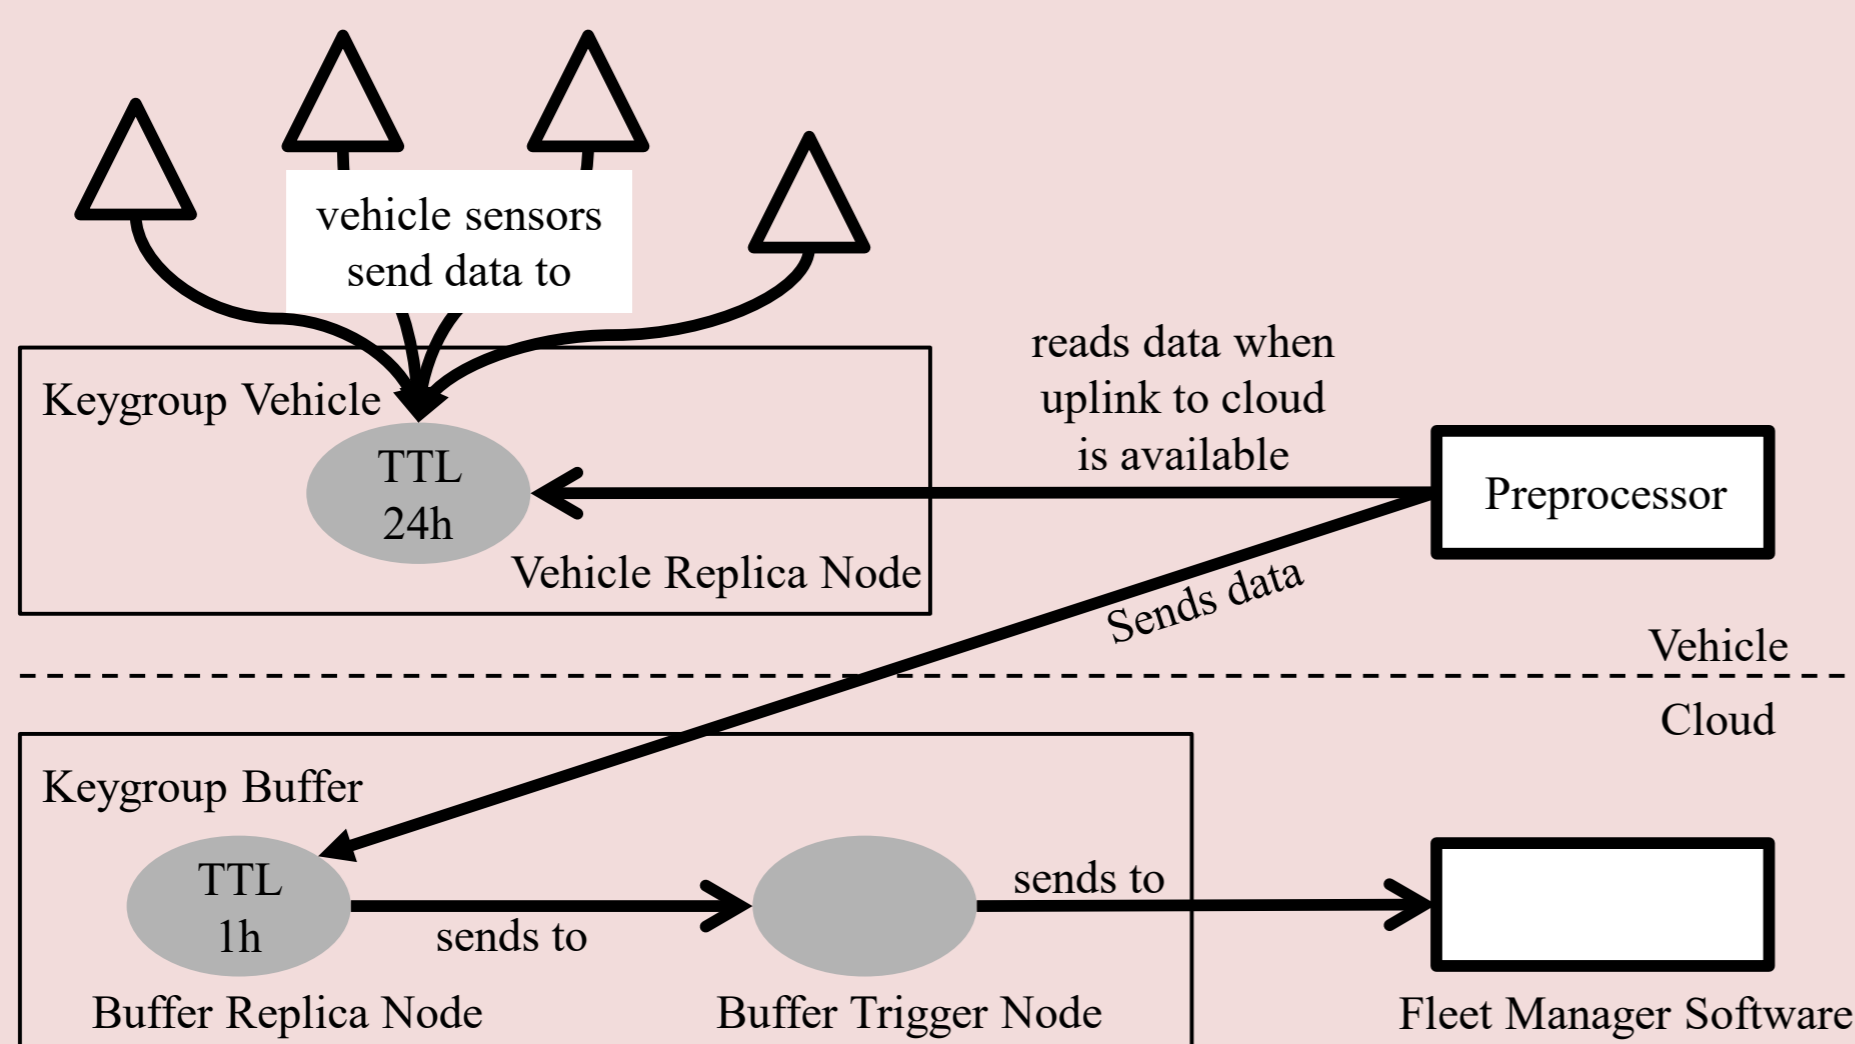 vehicle sensors
send data to
Keygroup Vehicle
TTL
24h
Vehicle Replica Node
reads data when
uplink to cloud
is available
Preprocessor
Sends data
Vehicle
Cloud
Keygroup Buffer
TTL
1h
sends to
sends to
Buffer Replica Node
Buffer Trigger Node
Fleet Manager Software